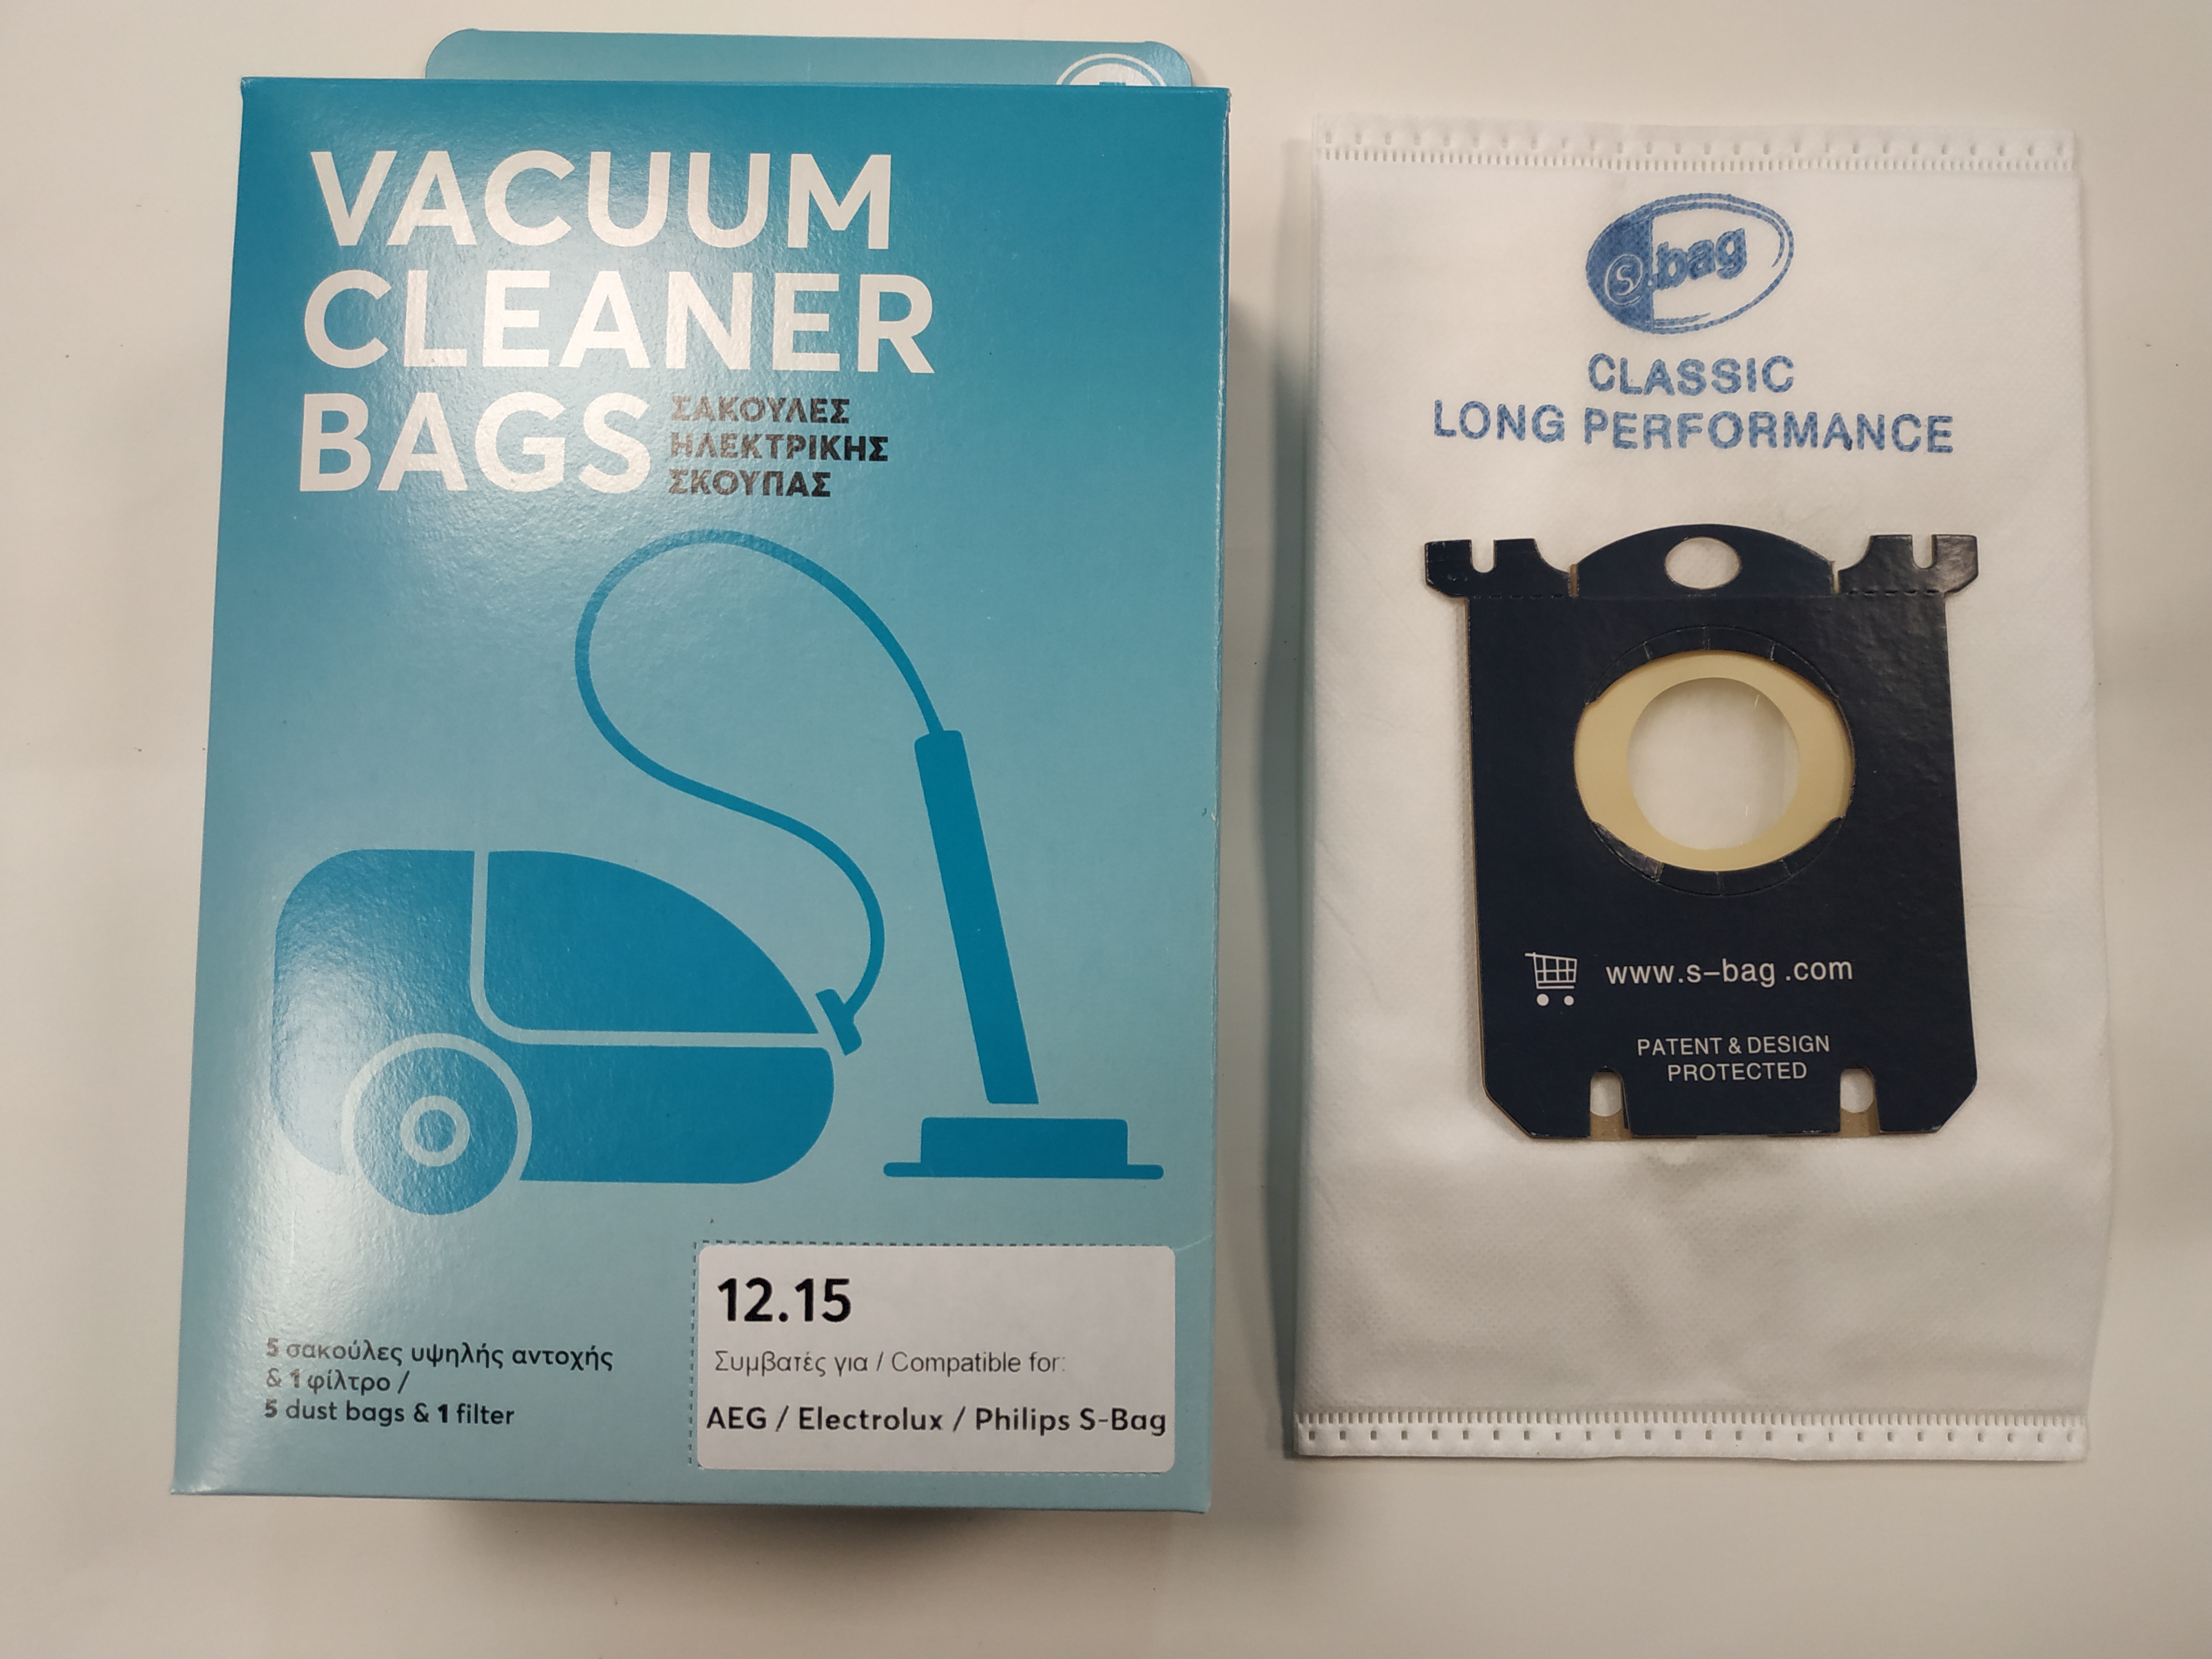 VACUUM
CLEANER
BAGS
ΣΑΚΟΥΛΕΣ
ΗΛΕΚΤΡΙΚΗΣ
ΣΚΟΥΠΑΣ
5 σακούλες υψηλής αντοχής
& 1 φίλτρο /
5 dust bags & 1 filter
12.15
Συμβατές για / Compatible for:
AEG / Electrolux / Philips S-Bag
s-bag
CLASSIC
LONG PERFORMANCE
www.s-bag.com
PATENT & DESIGN
PROTECTED